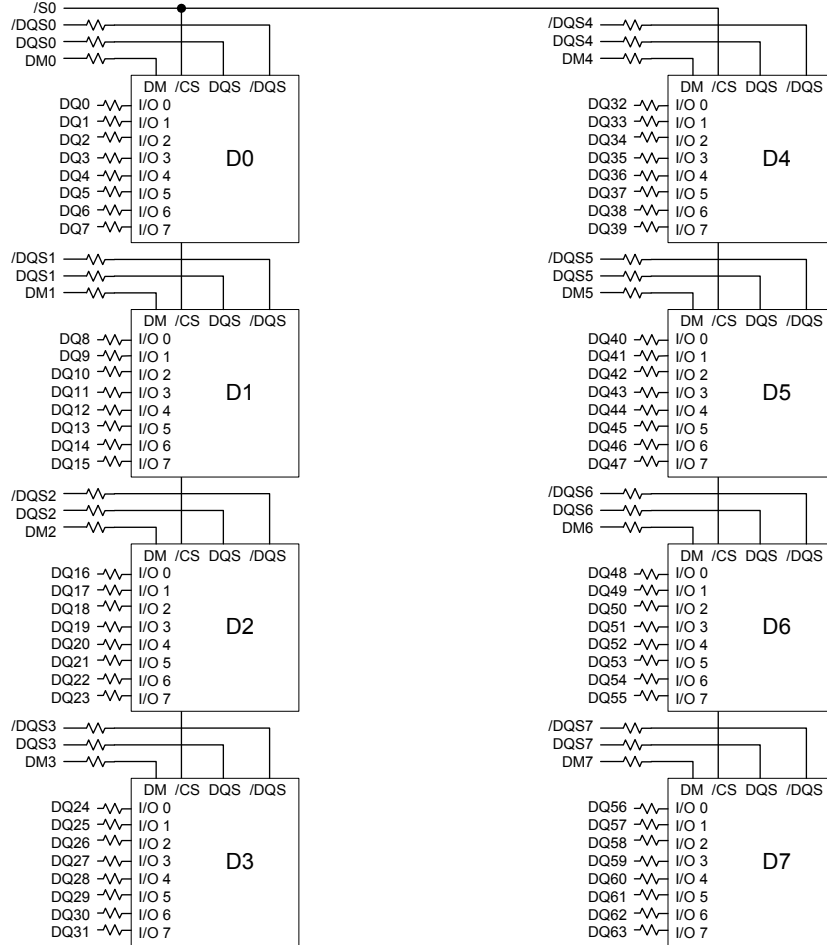 /S0
/DQS0
DQS0
DM0
DM /CS DQS /DQS
DQ0 I/O 0
DQ1 I/O 1
DQ2 I/O 2
DQ3 I/O 3
D0
DQ4 I/O 4
DQ5 I/O 5
DQ6 I/O 6
DQ7 I/O 7
/DQS1
DQS1
DM1
DM /CS DQS /DQS
DQ8 I/O 0
DQ9 I/O 1
DQ10 I/O 2
DQ11 I/O 3
D1
DQ12 I/O 4
DQ13 I/O 5
DQ14 I/O 6
DQ15 I/O 7
/DQS2
DQS2
DM2
DM /CS DQS /DQS
DQ16 I/O 0
DQ17 I/O 1
DQ18 I/O 2
DQ19 I/O 3
D2
DQ20 I/O 4
DQ21 I/O 5
DQ22 I/O 6
DQ23 I/O 7
/DQS3
DQS3
DM3
DM /CS DQS /DQS
DQ24 I/O 0
DQ25 I/O 1
DQ26 I/O 2
DQ27 I/O 3
D3
DQ28 I/O 4
DQ29 I/O 5
DQ30 I/O 6
DQ31 I/O 7
/DQS4
DQS4
DM4
DM /CS DQS /DQS
DQ32 I/O 0
DQ33 I/O 1
DQ34 I/O 2
DQ35 I/O 3
D4
DQ36 I/O 4
DQ37 I/O 5
DQ38 I/O 6
DQ39 I/O 7
/DQS5
DQS5
DM5
DM /CS DQS /DQS
DQ40 I/O 0
DQ41 I/O 1
DQ42 I/O 2
DQ43 I/O 3
D5
DQ44 I/O 4
DQ45 I/O 5
DQ46 I/O 6
DQ47 I/O 7
/DQS6
DQS6
DM6
DM /CS DQS /DQS
DQ48 I/O 0
DQ49 I/O 1
DQ50 I/O 2
DQ51 I/O 3
D6
DQ52 I/O 4
DQ53 I/O 5
DQ54 I/O 6
DQ55 I/O 7
/DQS7
DQS7
DM7
DM /CS DQS /DQS
DQ56 I/O 0
DQ57 I/O 1
DQ58 I/O 2
DQ59 I/O 3
D7
DQ60 I/O 4
DQ61 I/O 5
DQ62 I/O 6
DQ63 I/O 7